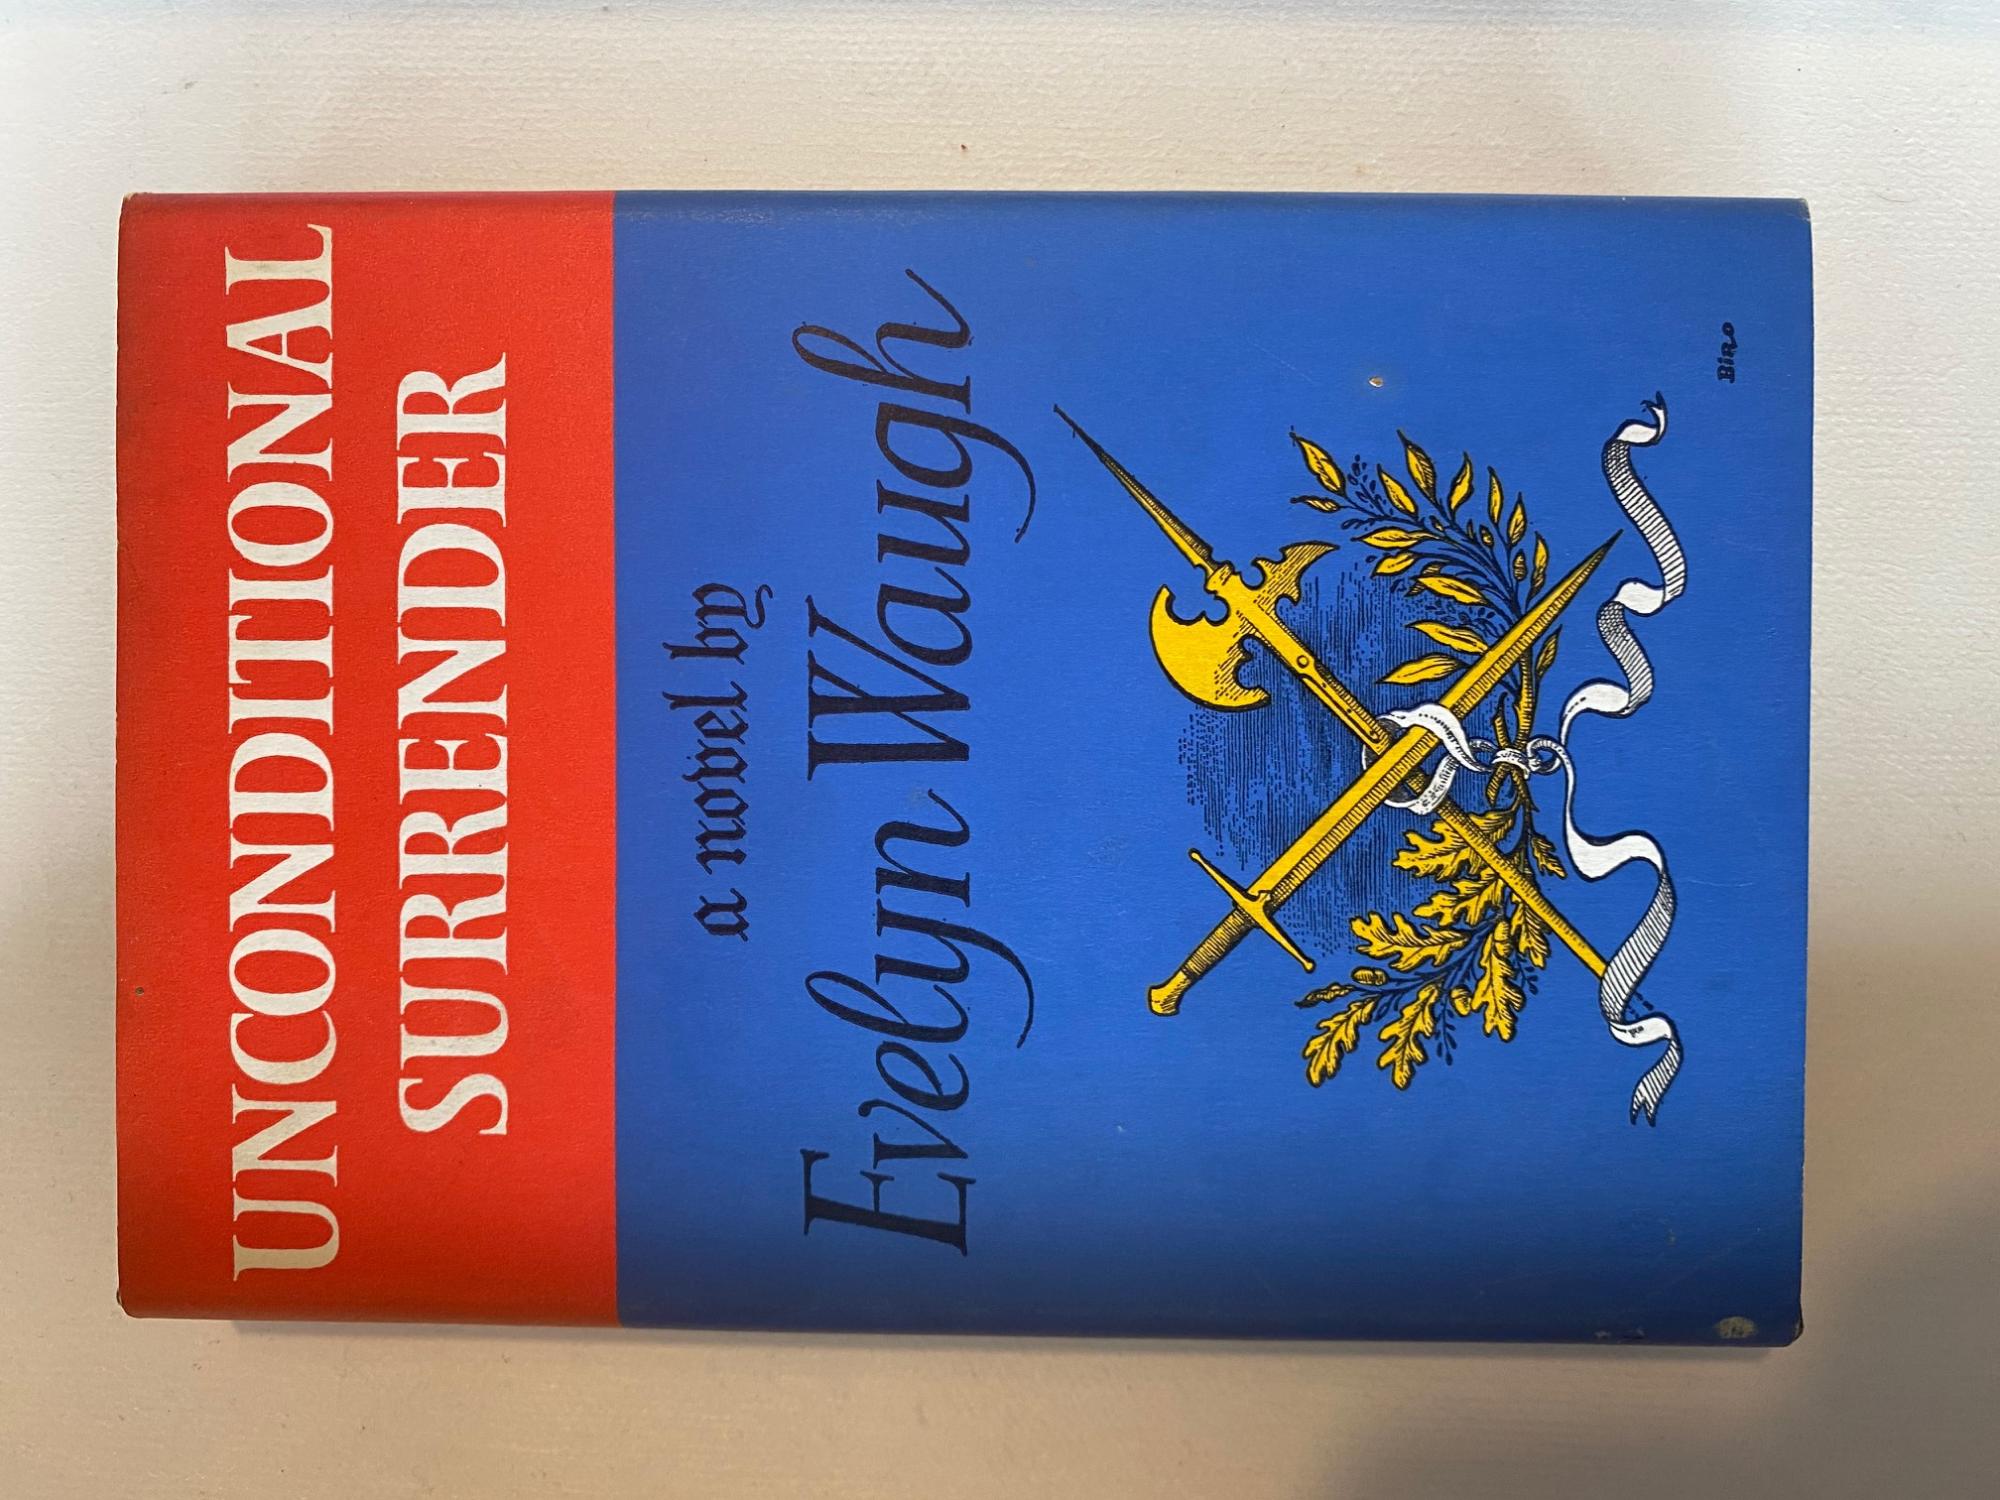 UNCONDITIONAL
SURRENDER
a novel by
Evelyn Waugh
Biro